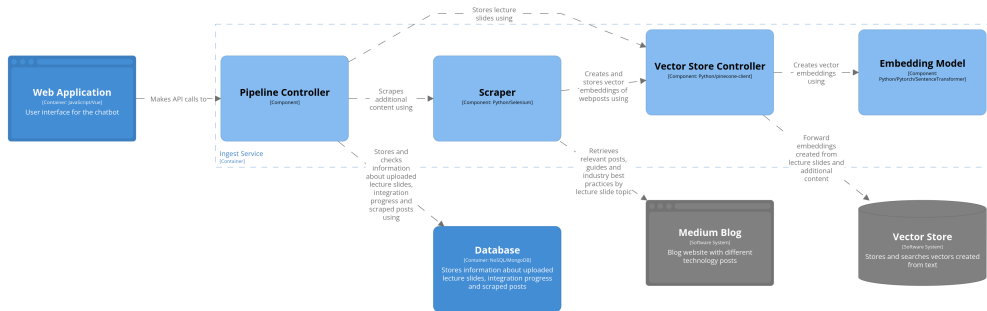 Stores lecture
slides using
Web Application
[Container: JavaScript/Vue]
User interface for the chatbot
Makes API calls to
Pipeline Controller
[Component]
Scrapes
additional
content using
Scraper
[Component: Python/Selenium]
Creates and
stores vector
embeddings of
webposts using
Vector Store Controller
[Component: Python/pinecone-client]
Creates vector
embeddings
using
Embedding Model
[Component:
Python/Pytorch/SentenceTransformer]
Ingest Service
[Container]
Stores and
checks
information
about uploaded
lecture slides,
integration
progress and
scraped posts
using
Retrieves
relevant posts,
guides and
industry best
practices by
lecture slide topic
Forward
embeddings
created from
lecture slides and
additional
content
Database
[Container: NoSQL/MongoDB]
Stores information about uploaded
lecture slides, integration progress
and scraped posts
Medium Blog
[Software System]
Blog website with different
technology posts
Vector Store
[Software System]
Stores and searches vectors created
from text